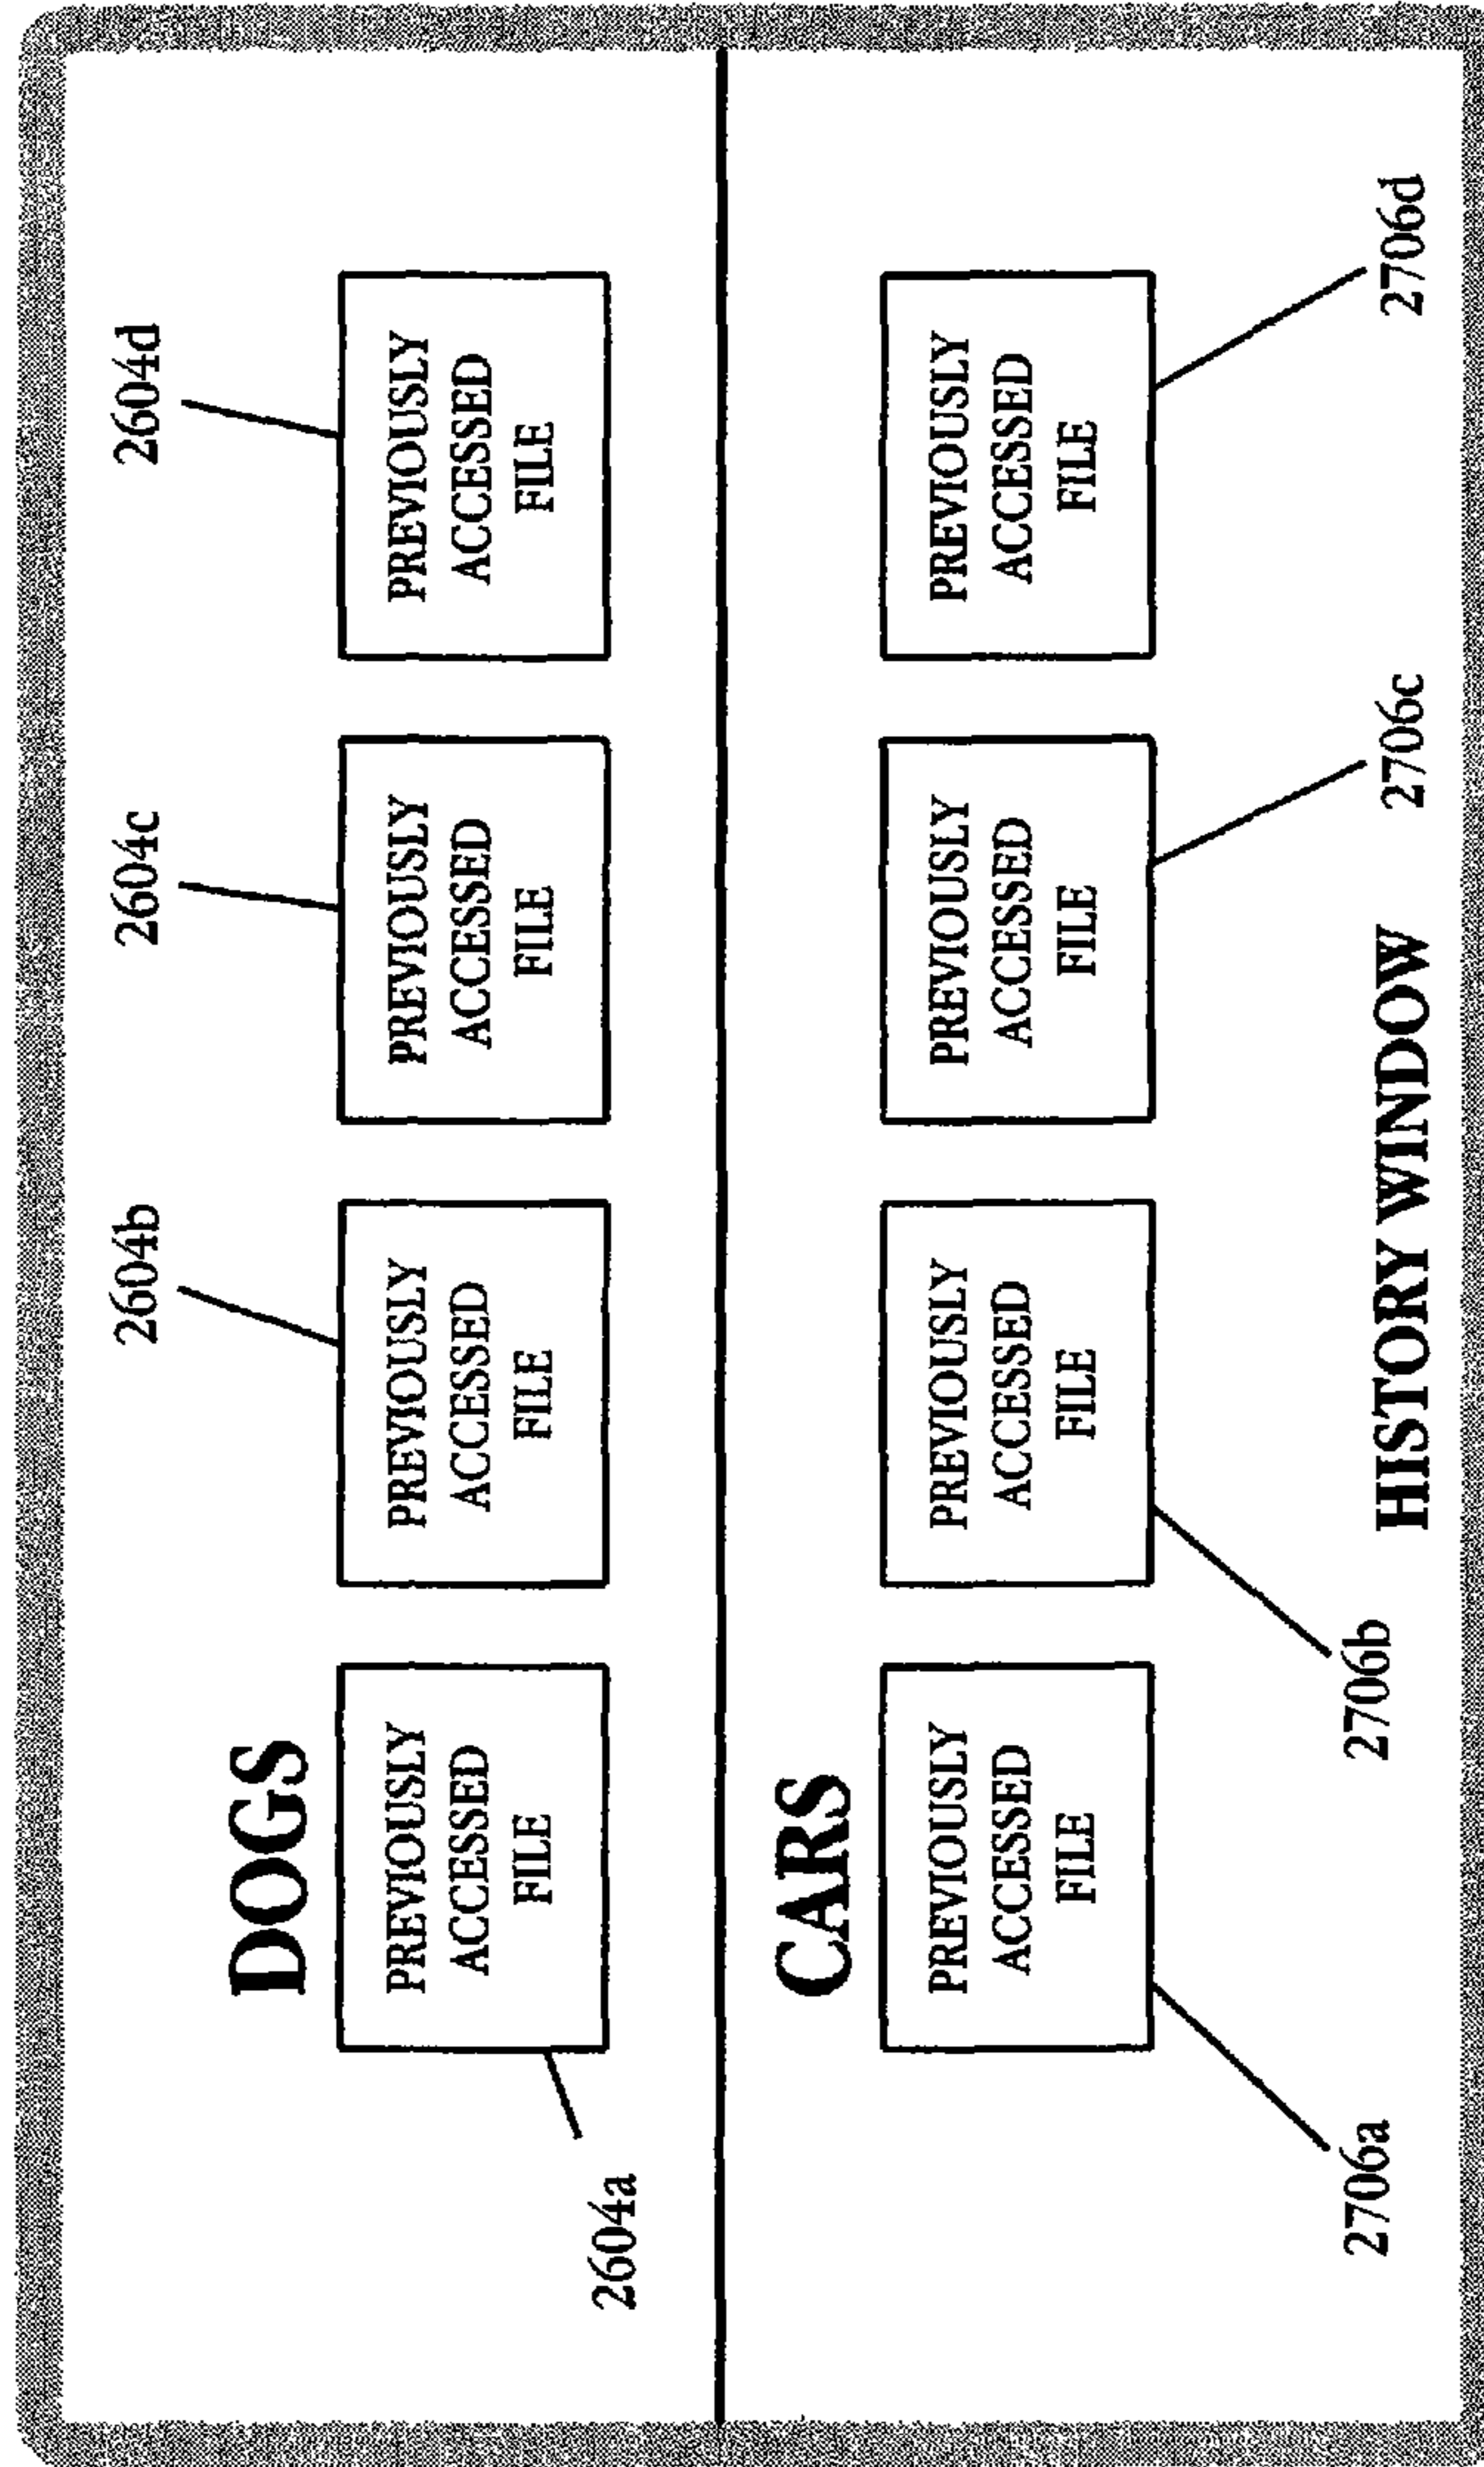 2604b
2604c
2604d
DOGS
PREVIOUSLY
ACCESSED
FILE
PREVIOUSLY
ACCESSED
FILE
PREVIOUSLY
ACCESSED
FILE
PREVIOUSLY
ACCESSED
FILE
2604a
CARS
PREVIOUSLY
ACCESSED
FILE
PREVIOUSLY
ACCESSED
FILE
PREVIOUSLY
ACCESSED
FILE
PREVIOUSLY
ACCESSED
FILE
2706a
2706b
HISTORY WINDOW
2706c
2706d